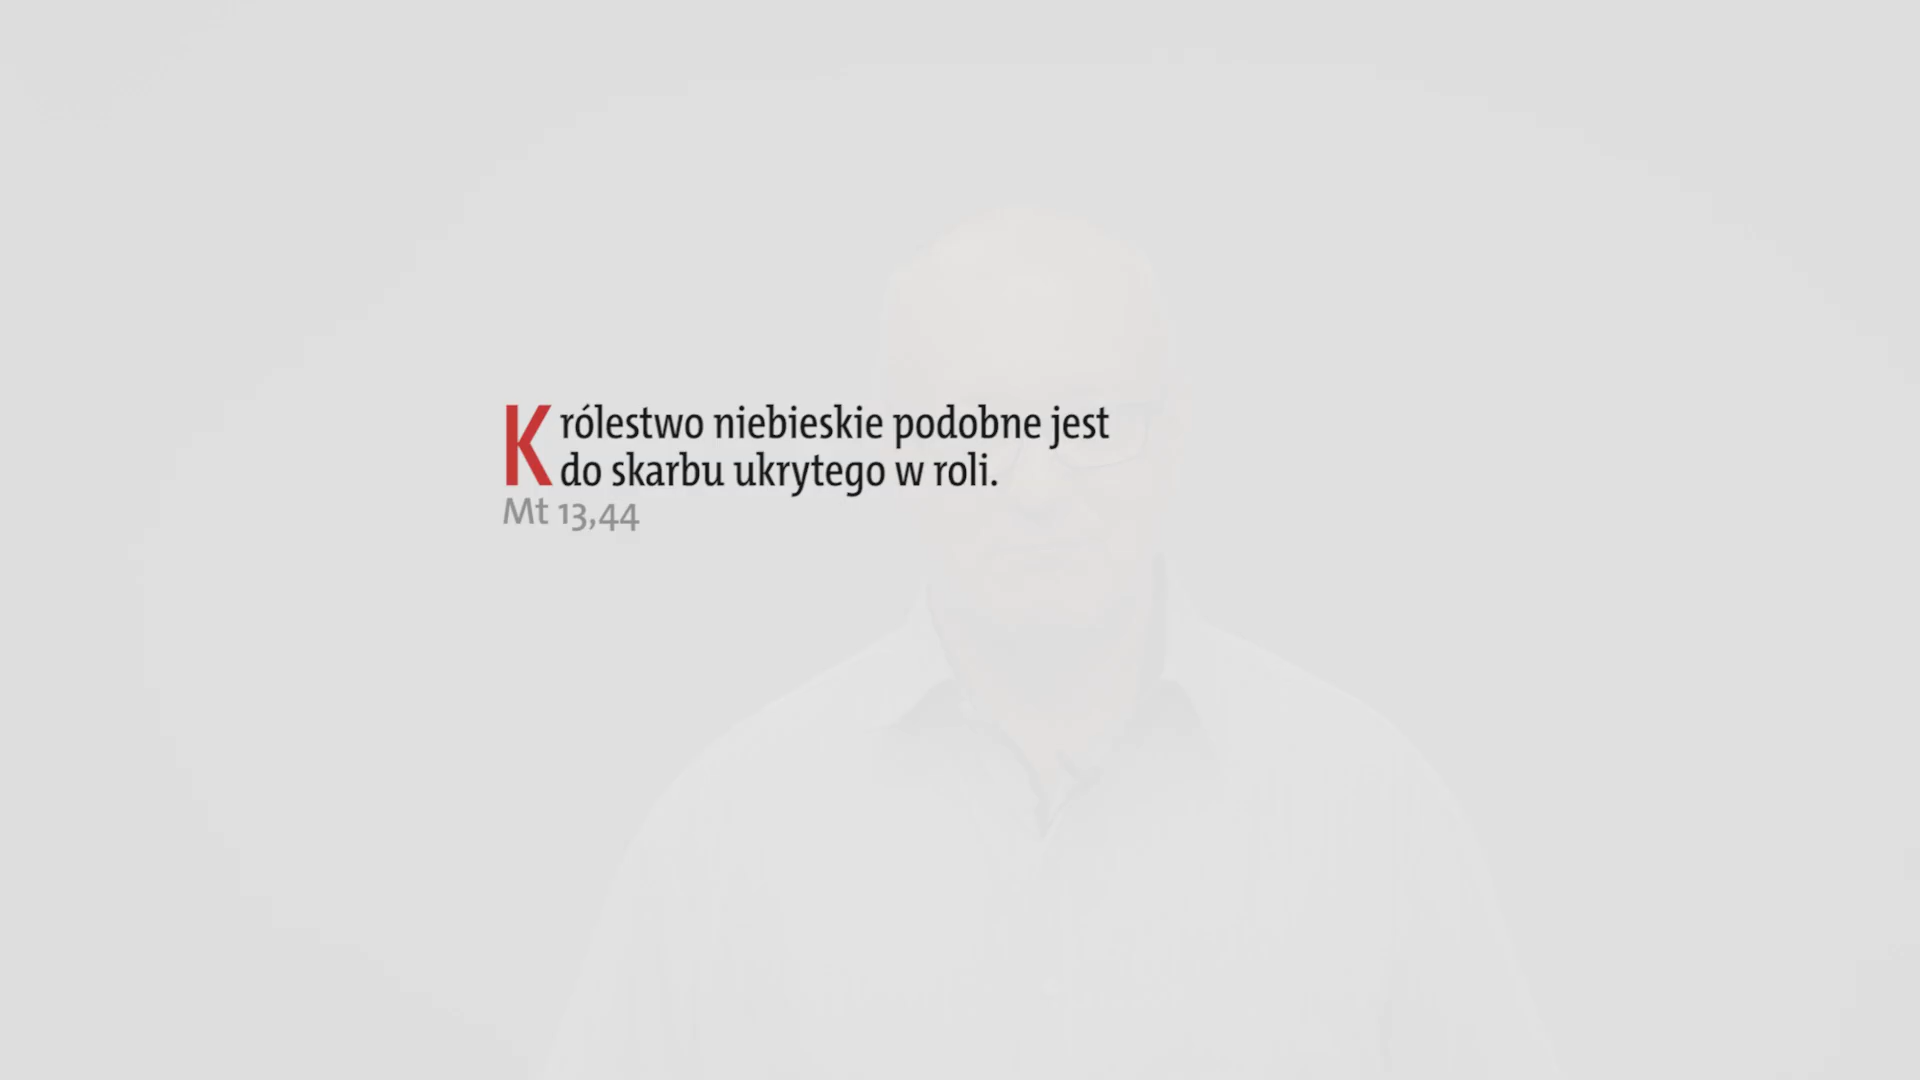 Królestwo niebieskie podobne jest
do skarbu ukrytego w roli.
Mt 13,44